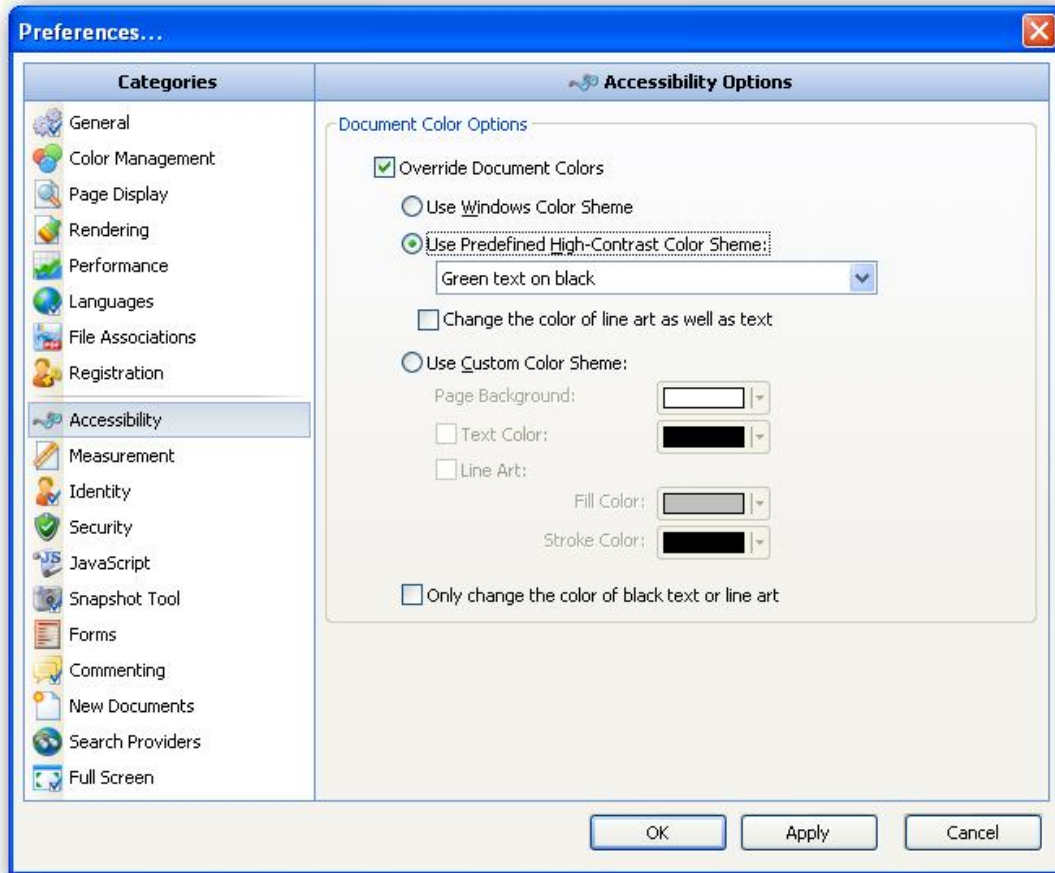 Preferences...
Categories
Accessibility Options
General
Color Management
Page Display
Rendering
Performance
Languages
File Associations
Registration
Accessibility
Measurement
Identity
Security
JavaScript
Snapshot Tool
Forms
Commenting
New Documents
Search Providers
Full Screen
Document Color Options
Override Document Colors
Use Windows Color Sheme
Use Predefined High-Contrast Color Sheme:
Green text on black
Change the color of line art as well as text
Use Custom Color Sheme:
Page Background:
Text Color:
Line Art:
Fill Color:
Stroke Color:
Only change the color of black text or line art
OK
Apply
Cancel